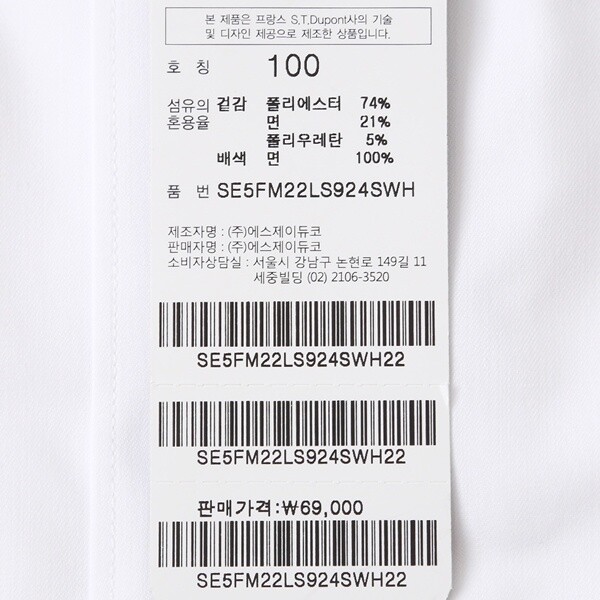 본 제품은 프랑스 S,T,Dupont사의 기술
및 디자인 제공으로 제조한 상품입니다.
호 칭 100
섬유의 겉감 폴리에스터 74%
혼용율 면 21%
폴리우레탄 5%
배색 면 100%
품 번 SE5FM22LS924SWH
제조자명 : (주)에스제이듀코
판매자명 : (주)에스제이듀코
소비자상담실 : 서울시 강남구 논현로 149길 11
세중빌딩 (02) 2106-3520
SE5FM22LS924SWH22
SE5FM22LS924SWH22
판매가격:₩69,000
SE5FM22LS924SWH22